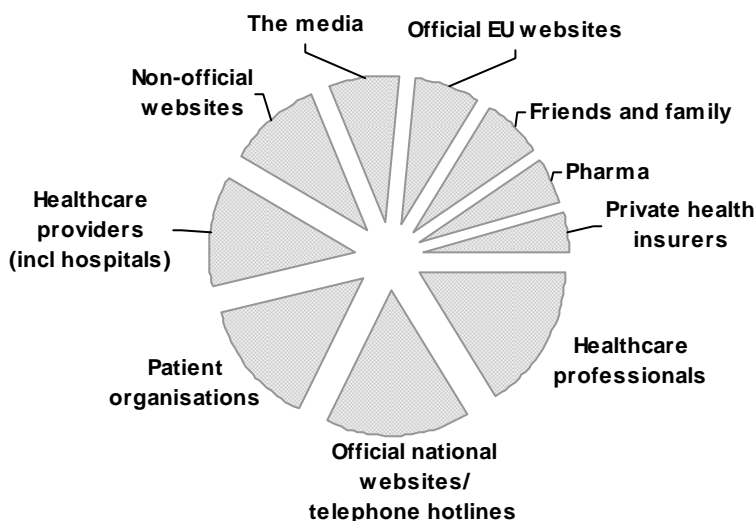 The media
Official EU websites
Non-official
websites
Friends and family
Pharma
Private health
insurers
Healthcare
providers
(incl hospitals)
Healthcare
professionals
Patient
organisations
Official national
websites/
telephone hotlines